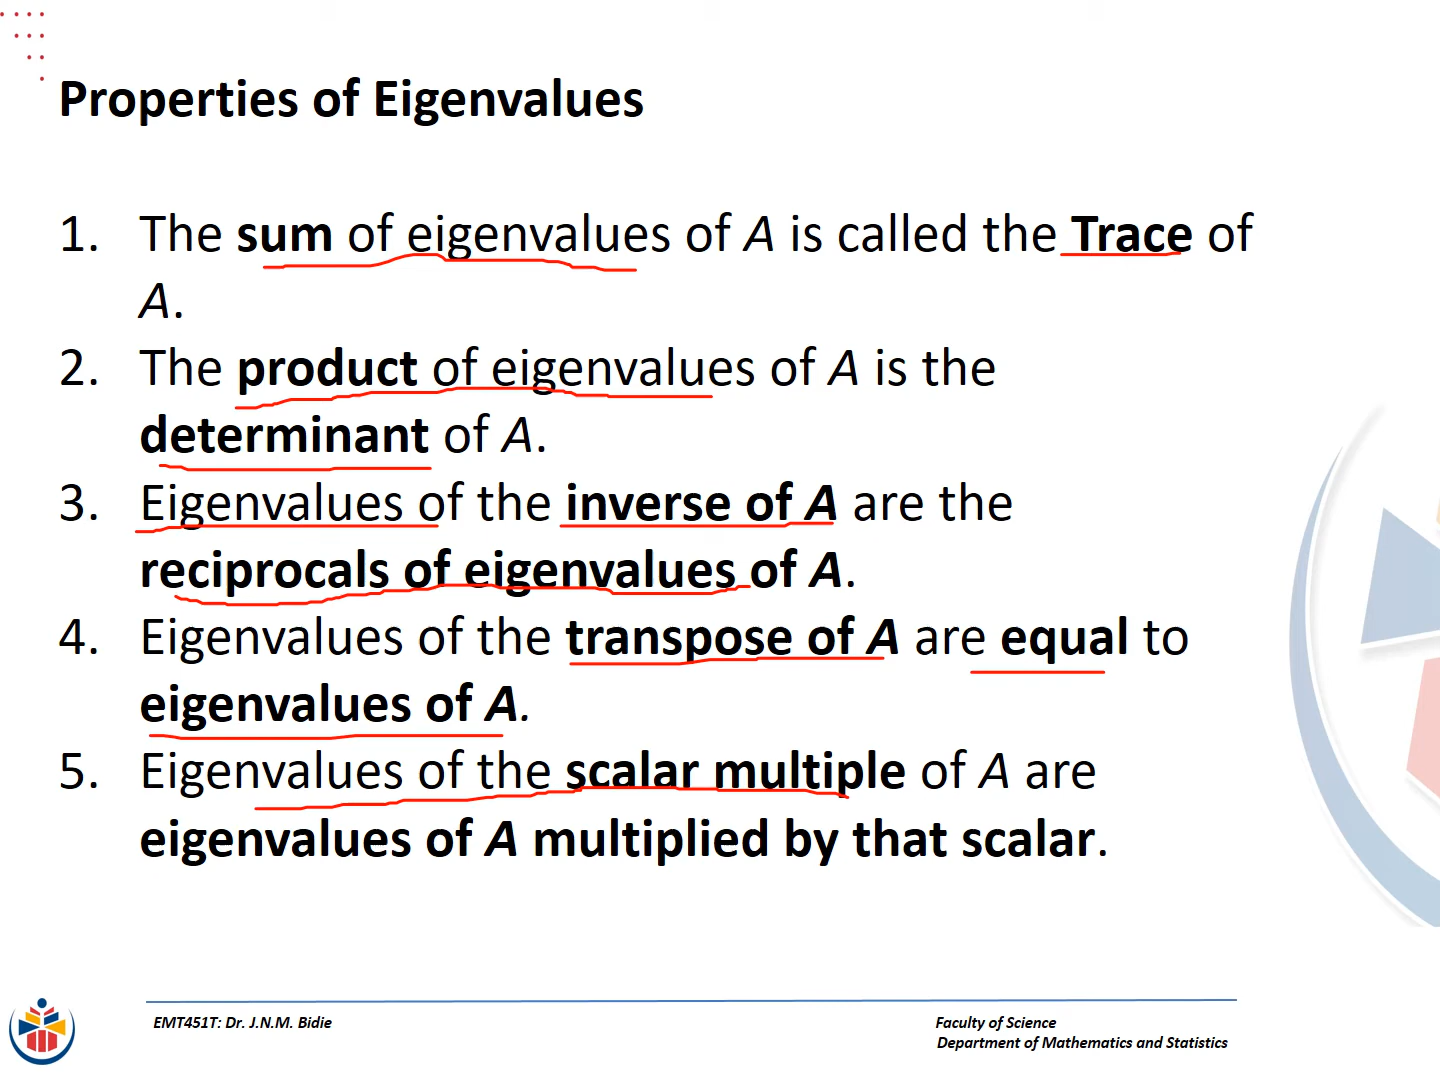 Properties of Eigenvalues
1. The sum of eigenvalues of A is called the Trace of
A.
2. The product of eigenvalues of A is the
determinant of A.
3. Eigenvalues of the inverse of A are the
reciprocals of eigenvalues of A.
4. Eigenvalues of the transpose of A are equal to
eigenvalues of A.
5. Eigenvalues of the scalar multiple of A are
eigenvalues of A multiplied by that scalar.
EMT451T: Dr. J.N.M. Bidie
Faculty of Science
Department of Mathematics and Statistics